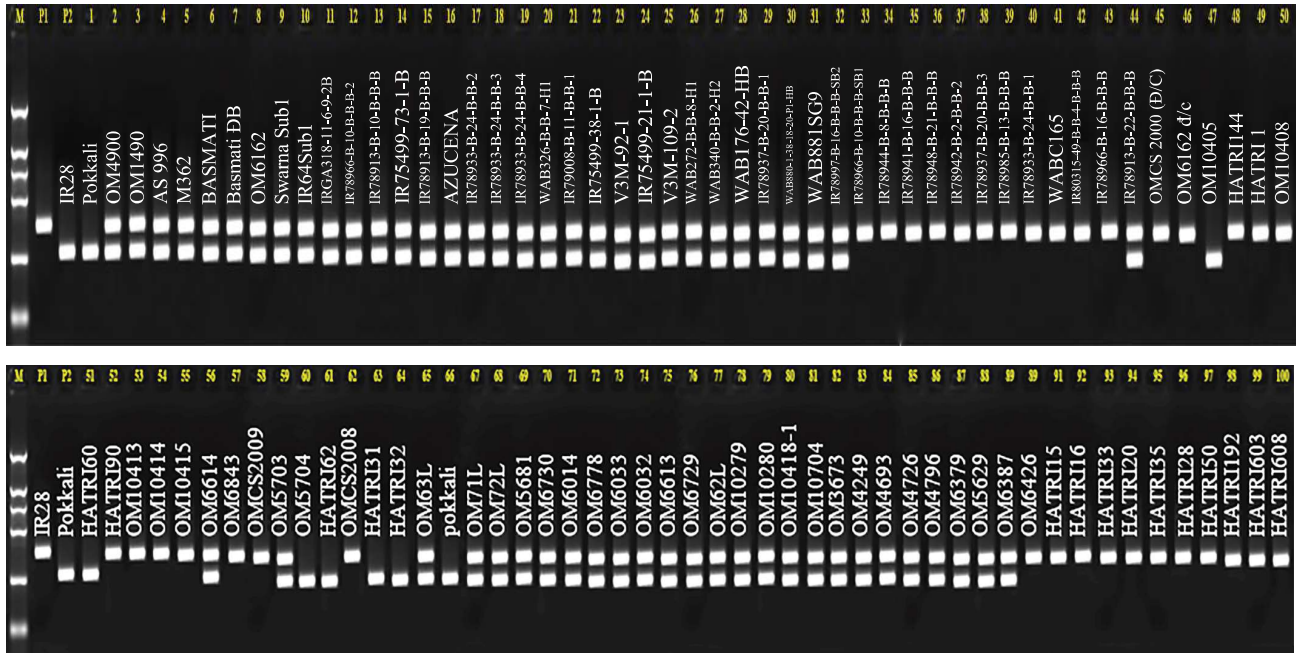 M P1 P2 1 2 3 4 5 6 7 8 9 10 11 12 13 14 15 16 17 18 19 20 21 22 23 24 25 26 27 28 29 30 31 32 33 34 35 36 37 38 39 40 41 42 43 44 45 46 47 48 49 50
IR28
Pokkali
OM4900
OM1490
AS 996
M362
BASMATI
Basmati ĐB
OM6162
Swarna Sub1
IR64Sub1
IRGA318-11-6-9-2B
IR78966-B-10-B-B-B-2
IR78913-B-10-B-B-B
IR75499-73-1-B
IR78913-B-19-B-B-B
AZUCENA
IR78933-B-24-B-B-2
IR78933-B-24-B-B-3
IR78933-B-24-B-B-4
WAB326-B-B-7-H1
IR79008-B-11-B-B-1
IR75499-38-1-B
V3M-92-1
IR75499-21-1-B
V3M-109-2
WAB272-B-B-8-H1
WAB340-B-B-2-H2
WAB176-42-HB
IR78937-B-20-B-B-1
WAB880-1-38-18-20-P1-HB
WAB881SG9
IR78997-B-16-B-B-B-SB2
IR78966-B-10-B-B-B-SB1
IR78944-B-8-B-B-B
IR78941-B-16-B-B-B
IR78948-B-21-B-B-B
IR78942-B-2-B-B-2
IR78937-B-20-B-B-3
IR78985-B-13-B-B-B
IR78933-B-24-B-B-1
WABC165
IR80315-49-B-B-4-B-B-B
IR78966-B-16-B-B-B
IR78913-B-22-B-B-B
OMCS 2000 (Đ/C)
OM6162 đ/c
OM10405
HATRI144
HATRI 1
OM10408
M P1 P2 51 52 53 54 55 56 57 58 59 60 61 62 63 64 65 66 67 68 69 70 71 72 73 74 75 76 77 78 79 80 81 82 83 84 85 86 87 88 89 89 91 92 93 94 95 96 97 98 99 100
IR28
Pokkali
HATRI60
HATRI90
OM10413
OM10414
OM10415
OM6614
OM6843
OMCS2009
OM5703
OM5704
HATRI62
OMCS2008
HATRI31
HATRI32
OM63L
pokkali
OM71L
OM72L
OM5681
OM6730
OM6014
OM6778
OM6033
OM6032
OM6613
OM6729
OM62L
OM10279
OM10280
OM10418-1
OM10704
OM3673
OM4249
OM4693
OM4726
OM4796
OM6379
OM5629
OM6387
OM6426
HATRI15
HATRI16
HATRI33
HATRI20
HATRI35
HATRI28
HATRI50
HATRI192
HATRI603
HATRI608